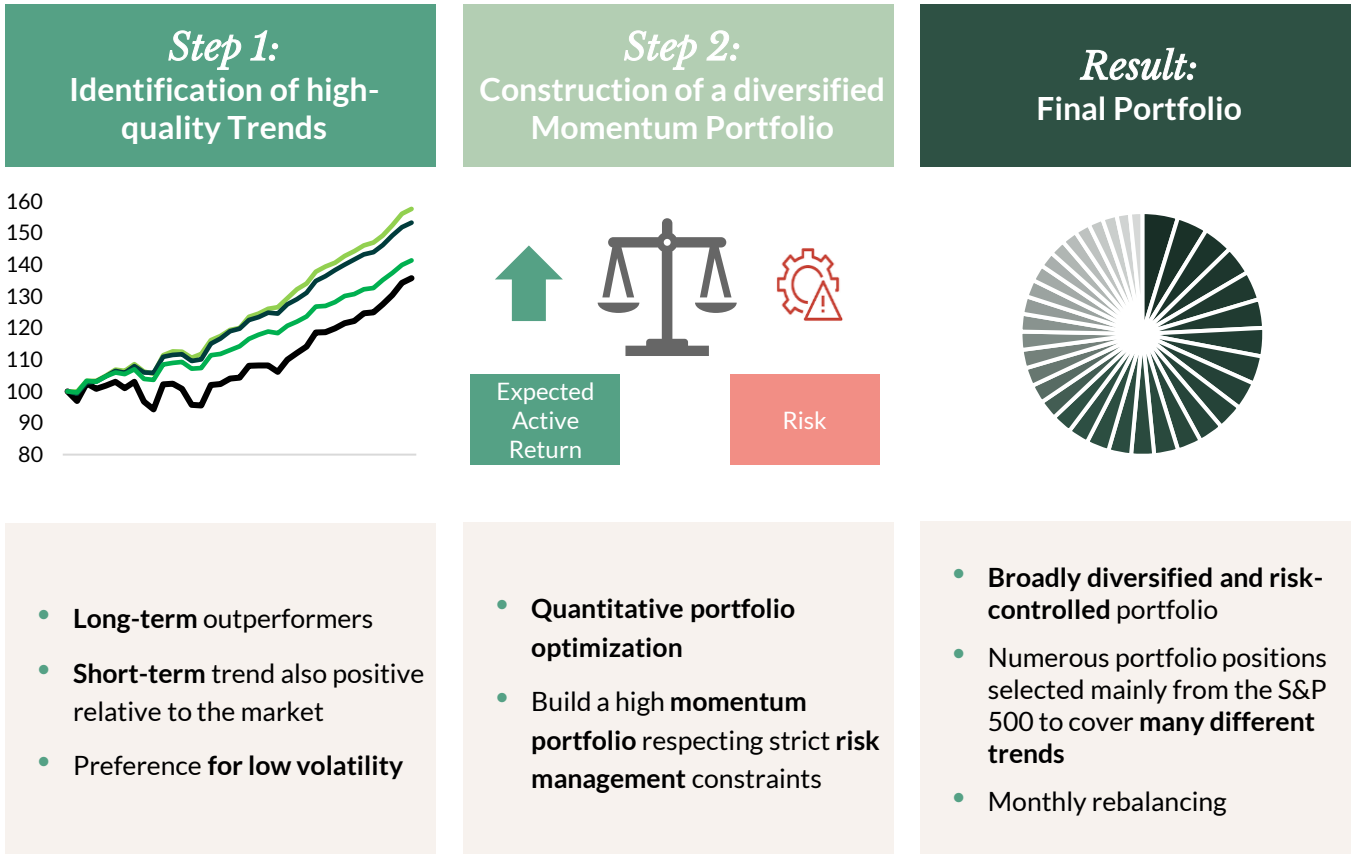 Step 1:
Identification of high-
quality Trends
160
150
140
130
120
110
100
90
80
• Long-term outperformers
• Short-term trend also positive
relative to the market
• Preference for low volatility
Step 2:
Construction of a diversified
Momentum Portfolio
Expected
Active
Return
Risk
• Quantitative portfolio
optimization
• Build a high momentum
portfolio respecting strict risk
management constraints
Result:
Final Portfolio
• Broadly diversified and risk-
controlled portfolio
• Numerous portfolio positions
selected mainly from the S&P
500 to cover many different
trends
• Monthly rebalancing